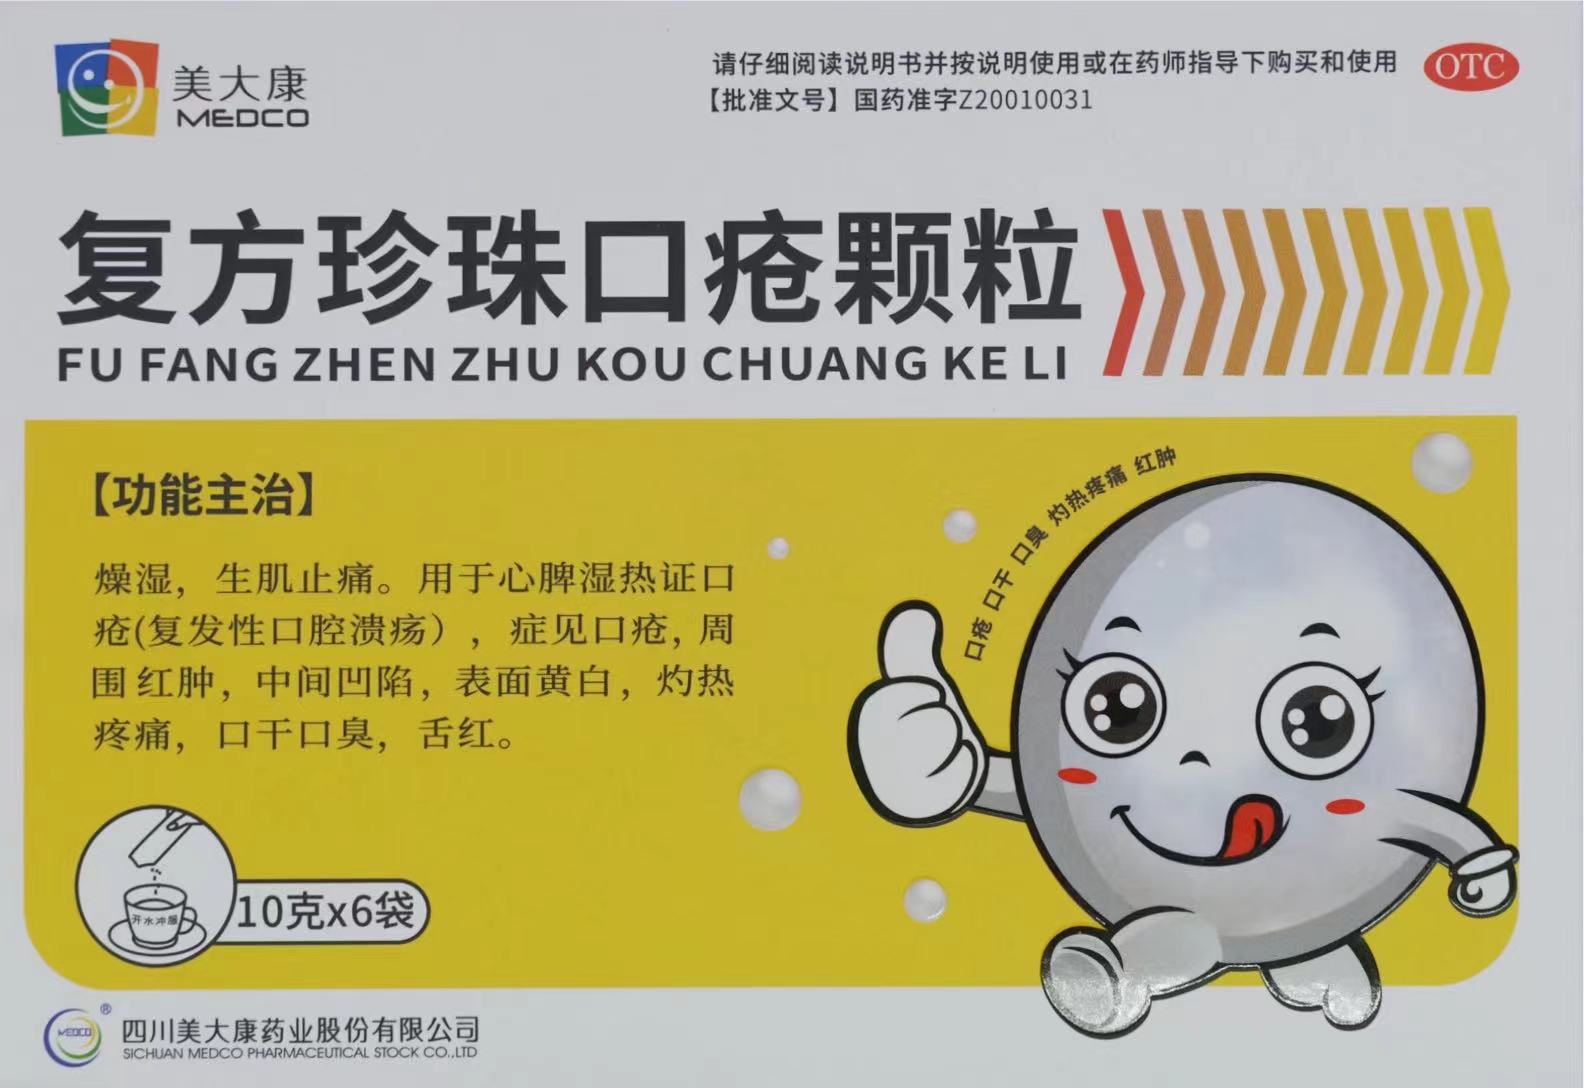 美大康
MEDCO
请仔细阅读说明书并按说明使用或在药师指导下购买和使用
OTC
【批准文号】国药准字Z20010031
复方珍珠口疮颗粒
FU FANG ZHEN ZHU KOU CHUANG KE LI
【功能主治】
燥湿，生肌止痛。用于心脾湿热证口
疮(复发性口腔溃疡），症见口疮，周
围红肿，中间凹陷，表面黄白，灼热
疼痛，口干口臭，舌红。
口疮 口干 口臭 灼热疼痛 红肿
开水冲服
10克x6袋
MEDCO ®
四川美大康药业股份有限公司
SICHUAN MEDCO PHARMACEUTICAL STOCK CO.,LTD